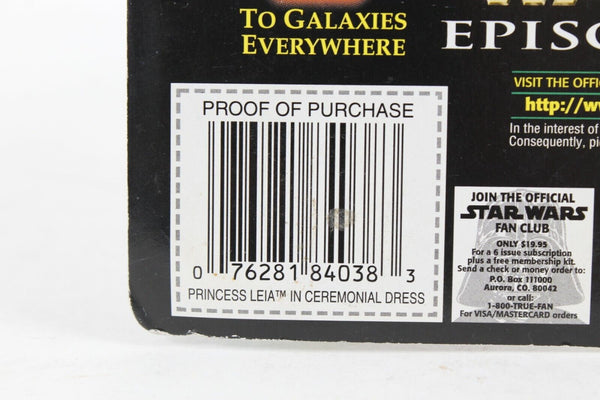 TO GALAXIES
EVERYWHERE
EPISO
VISIT THE OFFI
http://w
In the interest of
Consequently, pi
PROOF OF PURCHASE
0 76281 84038 3
PRINCESS LEIA™ IN CEREMONIAL DRESS
JOIN THE OFFICIAL
STAR WARS
FAN CLUB
ONLY $19.95
For a 6 issue subscription
plus a free membership kit.
Send a check or money order to:
P.O. Box 111000
Aurora, CO. 80042
or call:
1-800-TRUE-FAN
For VISA/MASTERCARD orders